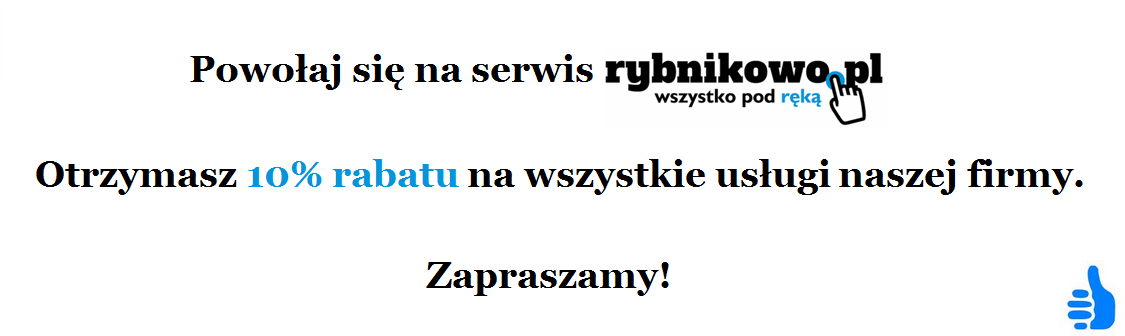 Powołaj się na serwis rybnikowo.pl
wszystko pod ręką
Otrzymasz 10% rabatu na wszystkie usługi naszej firmy.
Zapraszamy!